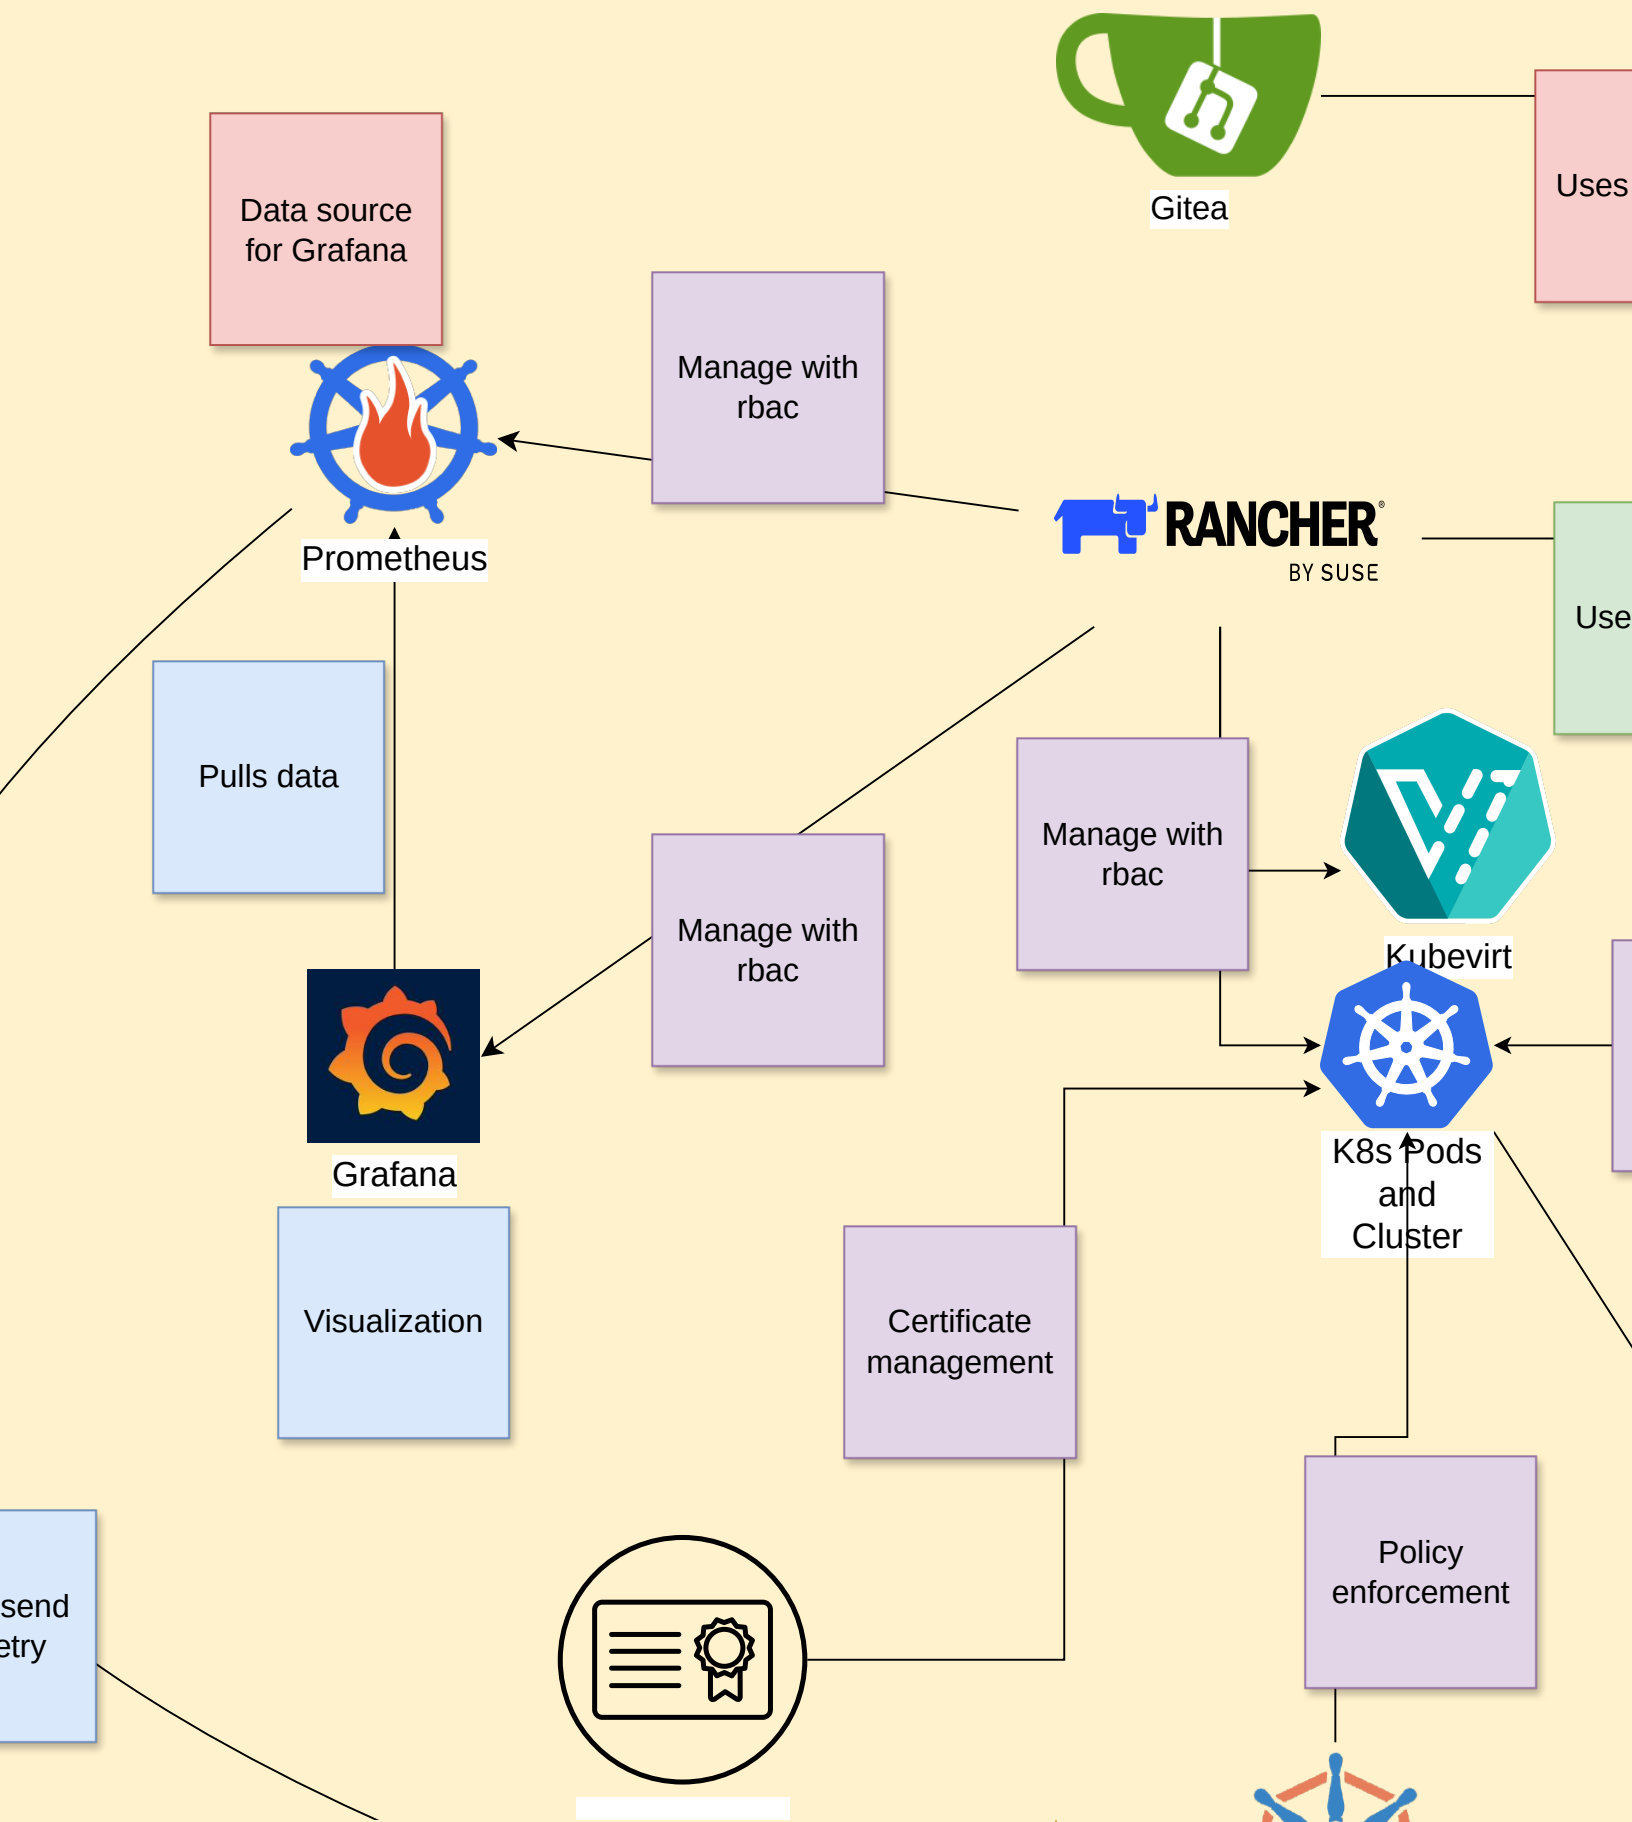 Gitea
Uses
Data source
for Grafana
Manage with
rbac
RANCHER®
BY SUSE
Prometheus
Use
Pulls data
Manage with
rbac
Manage with
rbac
Kubevirt
Grafana
K8s Pods
and
Cluster
Visualization
Certificate
management
Policy
enforcement
send
etry